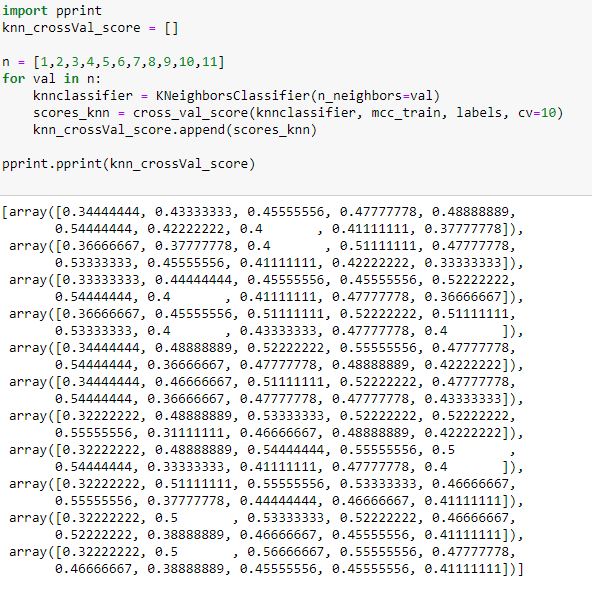 import pprint
knn_crossVal_score = []

n = [1,2,3,4,5,6,7,8,9,10,11]
for val in n:
    knnclassifier = KNeighborsClassifier(n_neighbors=val)
    scores_knn = cross_val_score(knnclassifier, mcc_train, labels, cv=10)
    knn_crossVal_score.append(scores_knn)

pprint.pprint(knn_crossVal_score)

[array([0.34444444, 0.43333333, 0.45555556, 0.47777778, 0.48888889,
       0.54444444, 0.42222222, 0.4       , 0.41111111, 0.37777778]),
 array([0.36666667, 0.37777778, 0.4       , 0.51111111, 0.47777778,
       0.53333333, 0.45555556, 0.41111111, 0.42222222, 0.33333333]),
 array([0.33333333, 0.44444444, 0.45555556, 0.45555556, 0.52222222,
       0.54444444, 0.4       , 0.41111111, 0.47777778, 0.36666667]),
 array([0.36666667, 0.45555556, 0.51111111, 0.52222222, 0.51111111,
       0.53333333, 0.4       , 0.43333333, 0.47777778, 0.4       ]),
 array([0.34444444, 0.48888889, 0.52222222, 0.55555556, 0.47777778,
       0.54444444, 0.36666667, 0.47777778, 0.48888889, 0.42222222]),
 array([0.34444444, 0.46666667, 0.51111111, 0.52222222, 0.47777778,
       0.54444444, 0.36666667, 0.47777778, 0.47777778, 0.43333333]),
 array([0.32222222, 0.48888889, 0.53333333, 0.52222222, 0.52222222,
       0.55555556, 0.31111111, 0.46666667, 0.48888889, 0.42222222]),
 array([0.32222222, 0.48888889, 0.54444444, 0.55555556, 0.5       ,
       0.54444444, 0.33333333, 0.41111111, 0.47777778, 0.4       ]),
 array([0.32222222, 0.51111111, 0.55555556, 0.53333333, 0.46666667,
       0.55555556, 0.37777778, 0.44444444, 0.46666667, 0.41111111]),
 array([0.32222222, 0.5       , 0.53333333, 0.52222222, 0.46666667,
       0.52222222, 0.38888889, 0.46666667, 0.45555556, 0.41111111]),
 array([0.32222222, 0.5       , 0.56666667, 0.55555556, 0.47777778,
       0.46666667, 0.38888889, 0.45555556, 0.45555556, 0.41111111])]